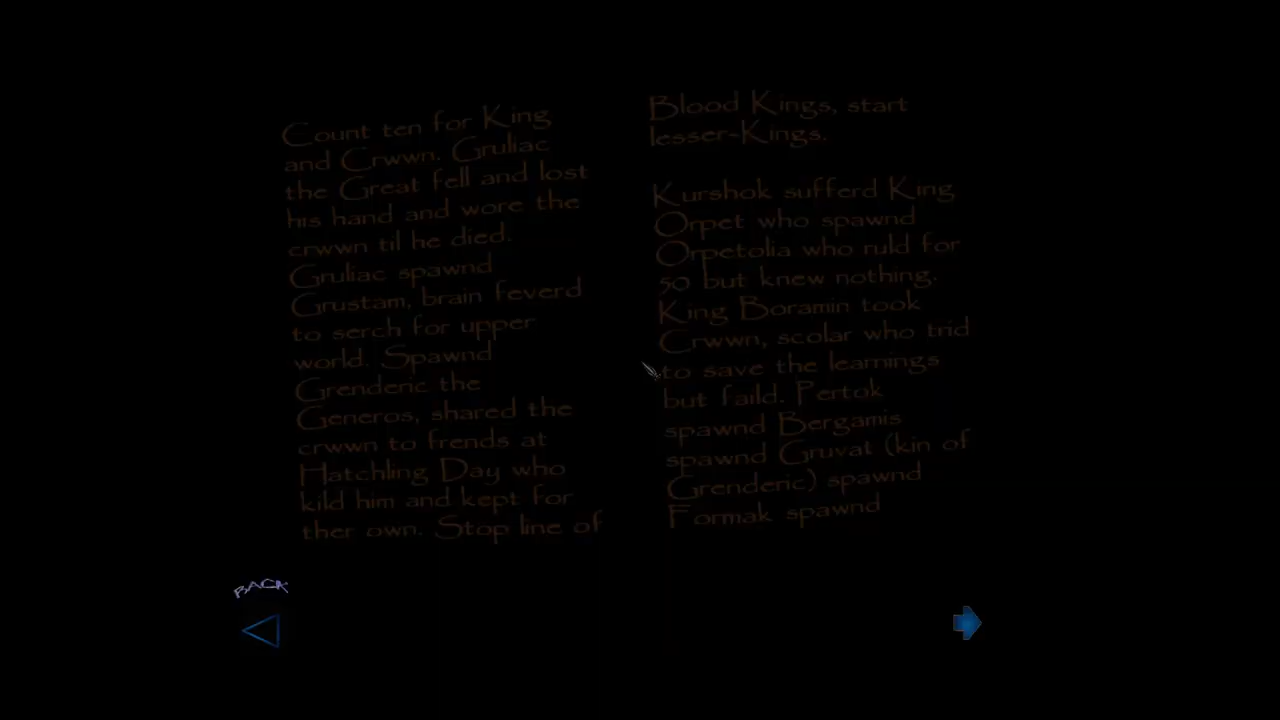 Count ten for King
and Crwwn. Gruliac
the Great fell and lost
his hand and wore the
crwwn til he died.
Gruliac spawnd
Grustam, brain feverd
to serch for upper
world. Spawnd
Grenderic the
Generos, shared the
crwwn to frends at
Hatchling Day who
kild him and kept for
ther own. Stop line of
Blood Kings, start
lesser-Kings.
Kurshok sufferd King
Orpet who spawnd
Orpetolia who ruld for
50 but knew nothing.
King Boramin took
Crwwn, scolar who trid
to save the learnings
but faild. Pertok
spawnd Bergamis
spawnd Gruvat (kin of
Grenderic) spawnd
Formak spawnd
BACK